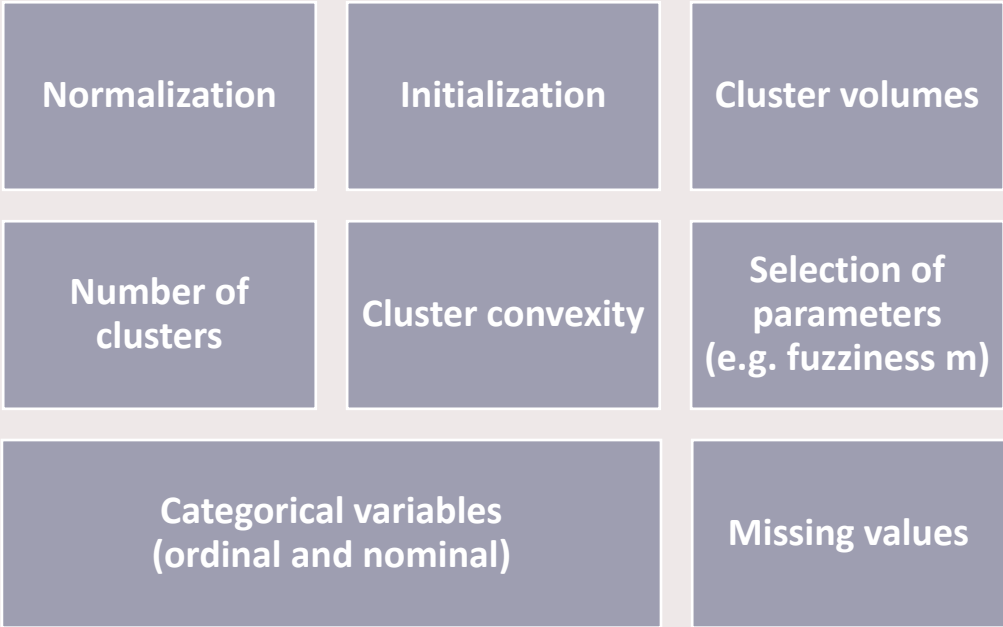 Normalization
Initialization
Cluster volumes
Number of
clusters
Cluster convexity
Selection of
parameters
(e.g. fuzziness m)
Categorical variables
(ordinal and nominal)
Missing values